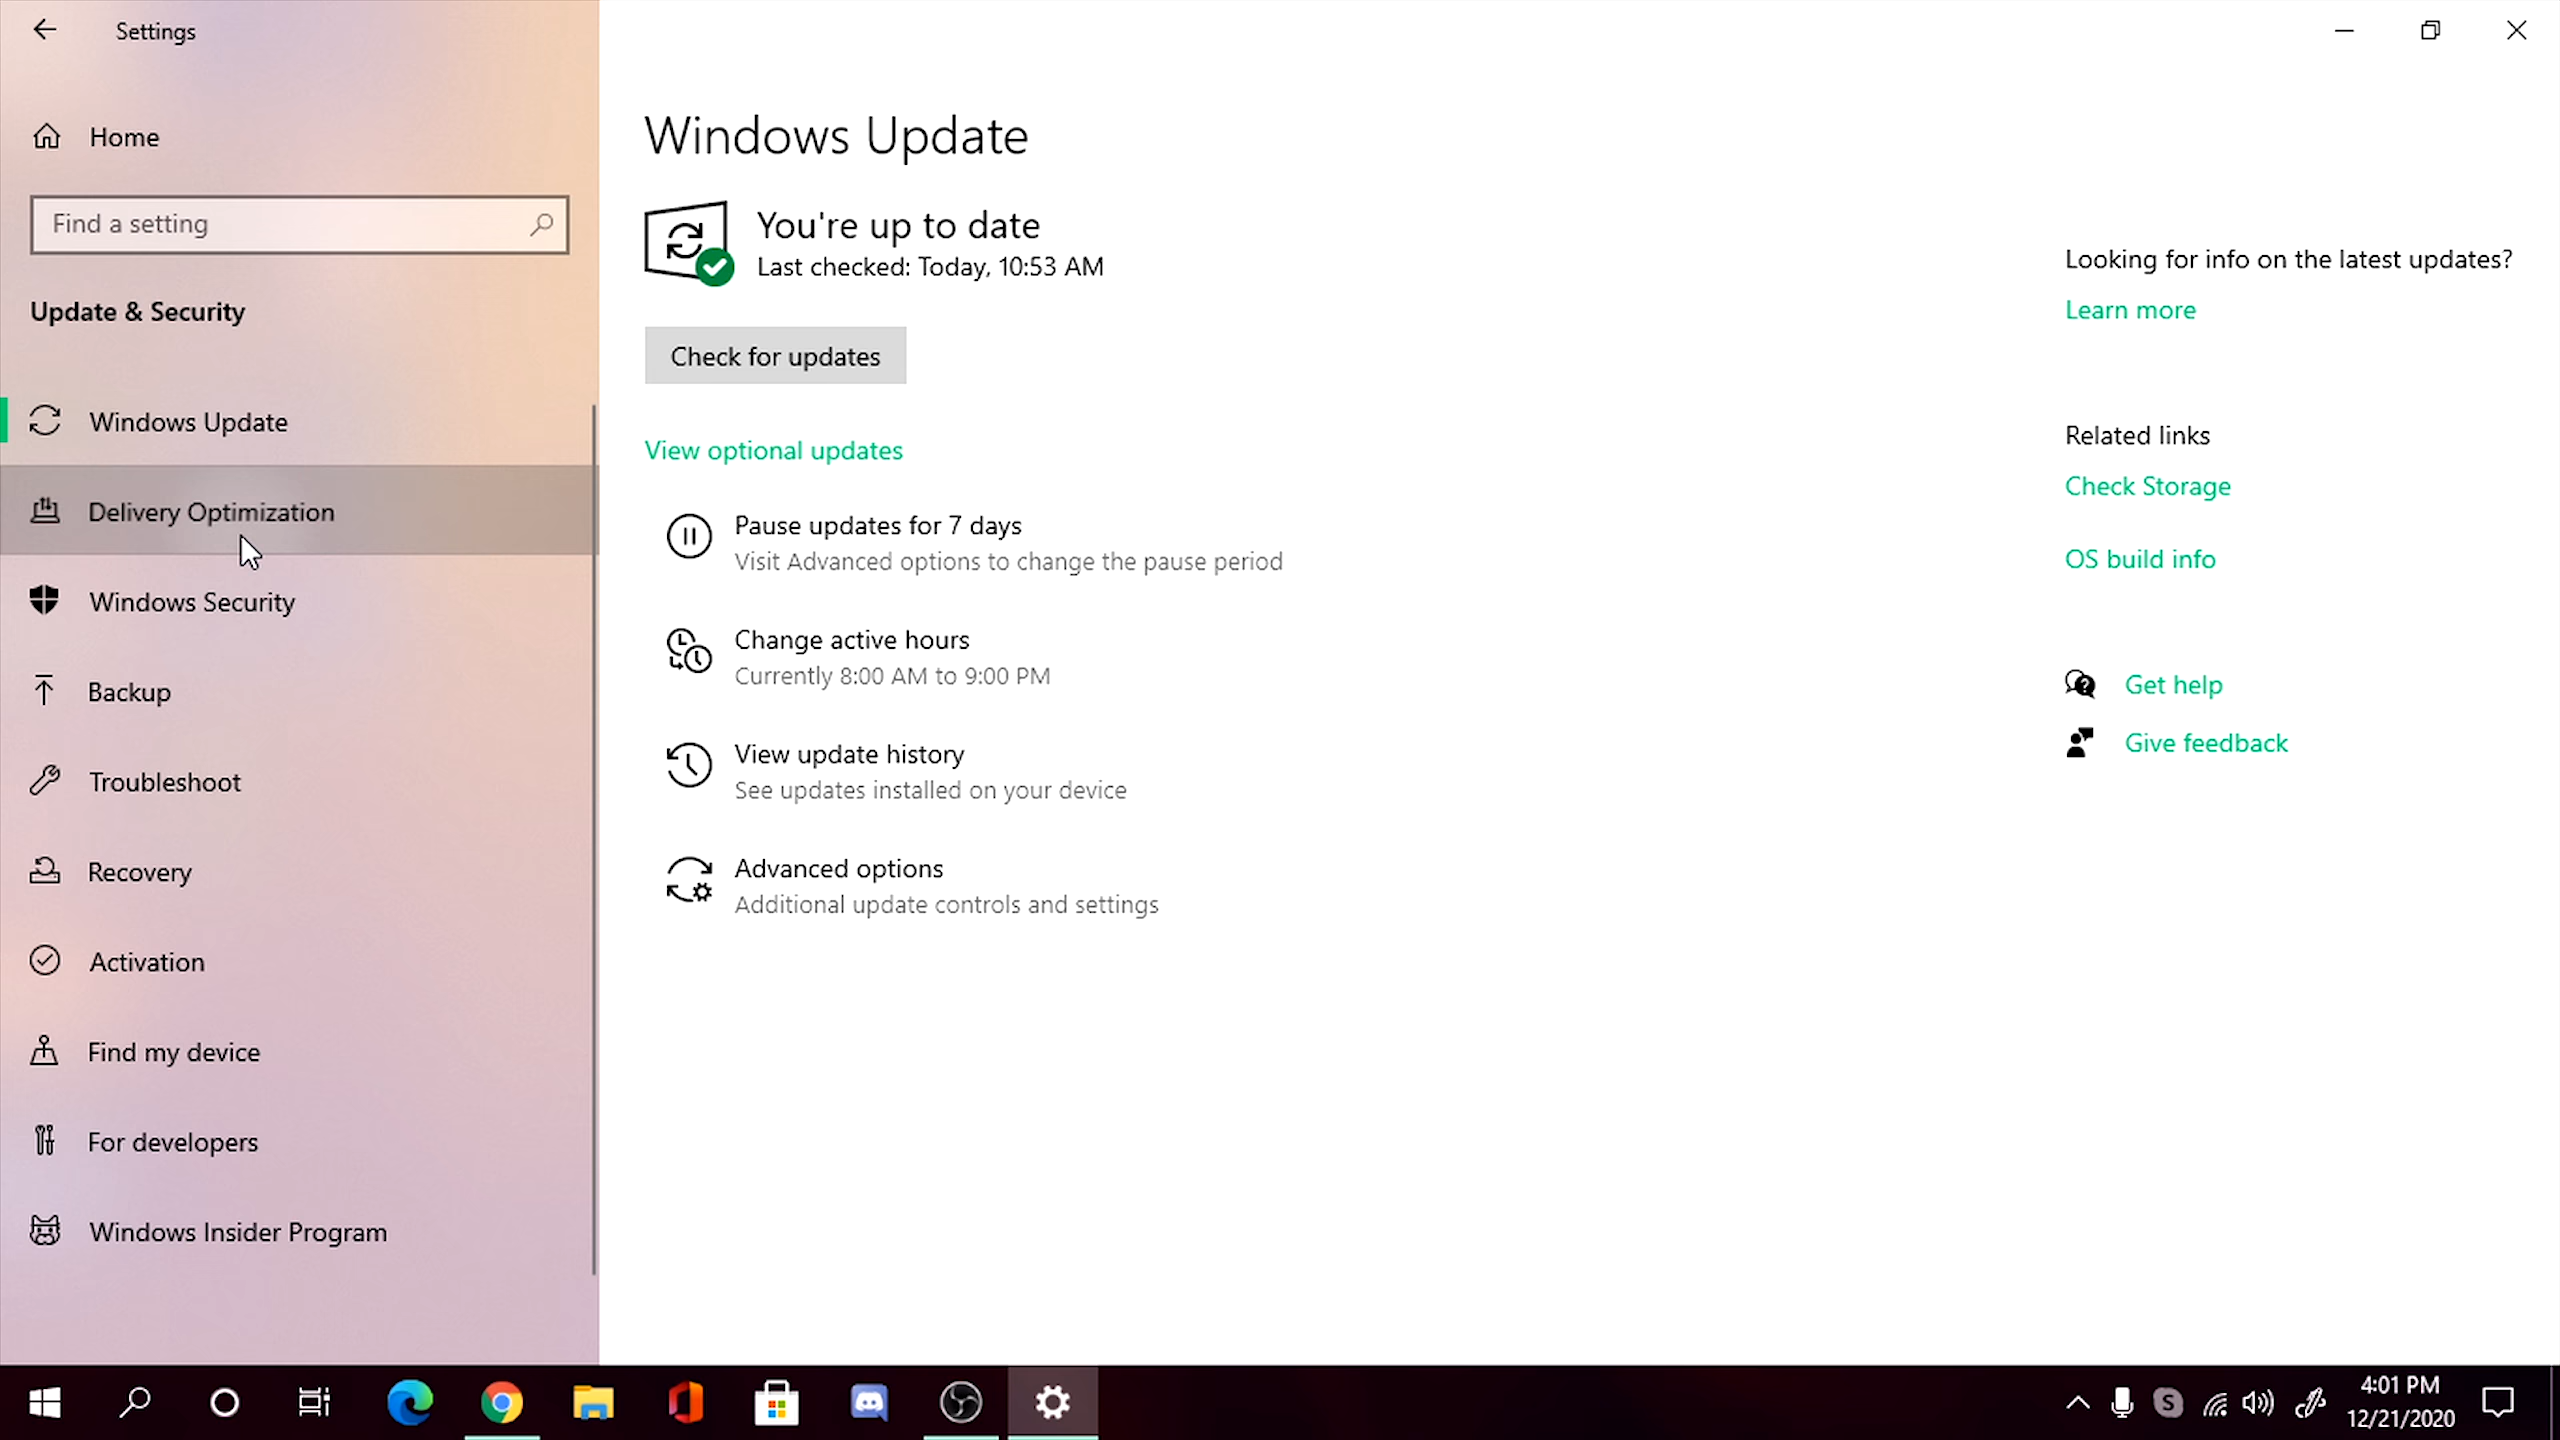 Settings
Home
Find a setting
Update & Security
Windows Update
Delivery Optimization
Windows Security
Backup
Troubleshoot
Recovery
Activation
Find my device
For developers
Windows Insider Program
Windows Update
You're up to date
Last checked: Today, 10:53 AM
Check for updates
View optional updates
Pause updates for 7 days
Visit Advanced options to change the pause period
Change active hours
Currently 8:00 AM to 9:00 PM
View update history
See updates installed on your device
Advanced options
Additional update controls and settings
Looking for info on the latest updates?
Learn more
Related links
Check Storage
OS build info
Get help
Give feedback
4:01 PM
12/21/2020